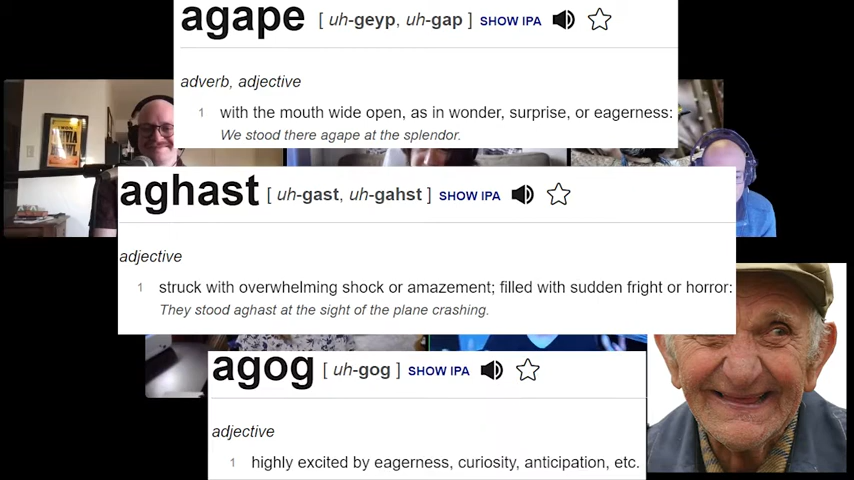 agape [ uh-geyp, uh-gap ] SHOW IPA
adverb, adjective
1 with the mouth wide open, as in wonder, surprise, or eagerness:
We stood there agape at the splendor.
TRIVIA
aghast [ uh-gast, uh-gahst ] SHOW IPA
adjective
1 struck with overwhelming shock or amazement; filled with sudden fright or horror:
They stood aghast at the sight of the plane crashing.
agog [ uh-gog ] SHOW IPA
adjective
1 highly excited by eagerness, curiosity, anticipation, etc.